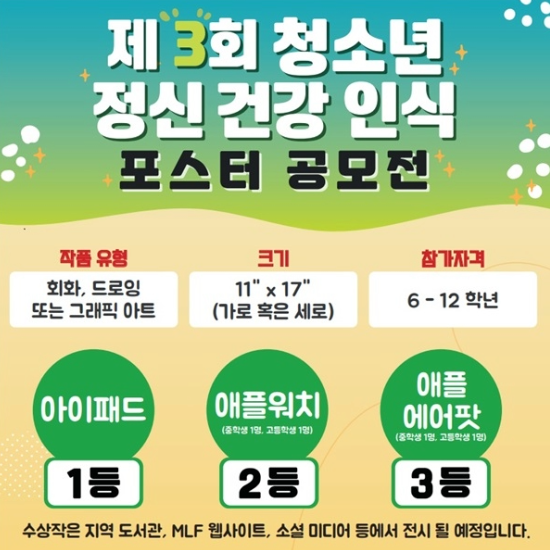 제 3회 청소년
정신 건강 인식
포스터 공모전
작품 유형
회화, 드로잉
또는 그래픽 아트
크기
11" x 17"
(가로 혹은 세로)
참가자격
6 - 12 학년
아이패드
1등
애플워치
(중학생 1명, 고등학생 1명)
2등
애플
에어팟
(중학생 1명, 고등학생 1명)
3등
수상작은 지역 도서관, MLF 웹사이트, 소셜 미디어 등에서 전시 될 예정입니다.